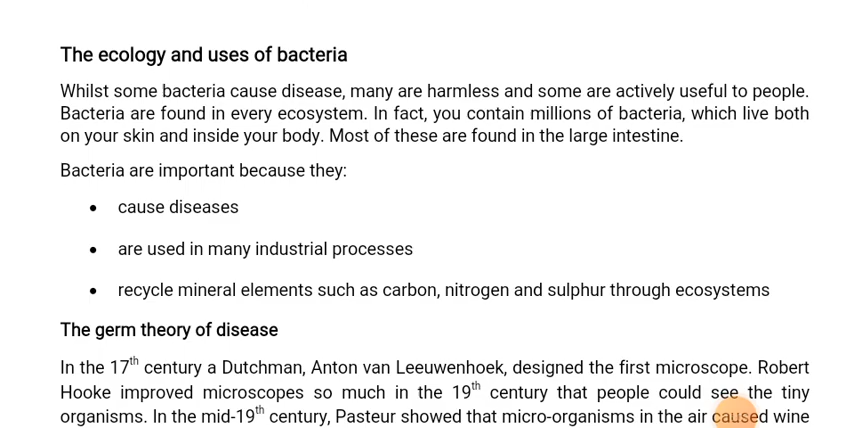 The ecology and uses of bacteria
Whilst some bacteria cause disease, many are harmless and some are actively useful to people.
Bacteria are found in every ecosystem. In fact, you contain millions of bacteria, which live both
on your skin and inside your body. Most of these are found in the large intestine.
Bacteria are important because they:
• cause diseases
• are used in many industrial processes
• recycle mineral elements such as carbon, nitrogen and sulphur through ecosystems
The germ theory of disease
In the 17th century a Dutchman, Anton van Leeuwenhoek, designed the first microscope. Robert
Hooke improved microscopes so much in the 19th century that people could see the tiny
organisms. In the mid-19th century, Pasteur showed that micro-organisms in the air caused wine